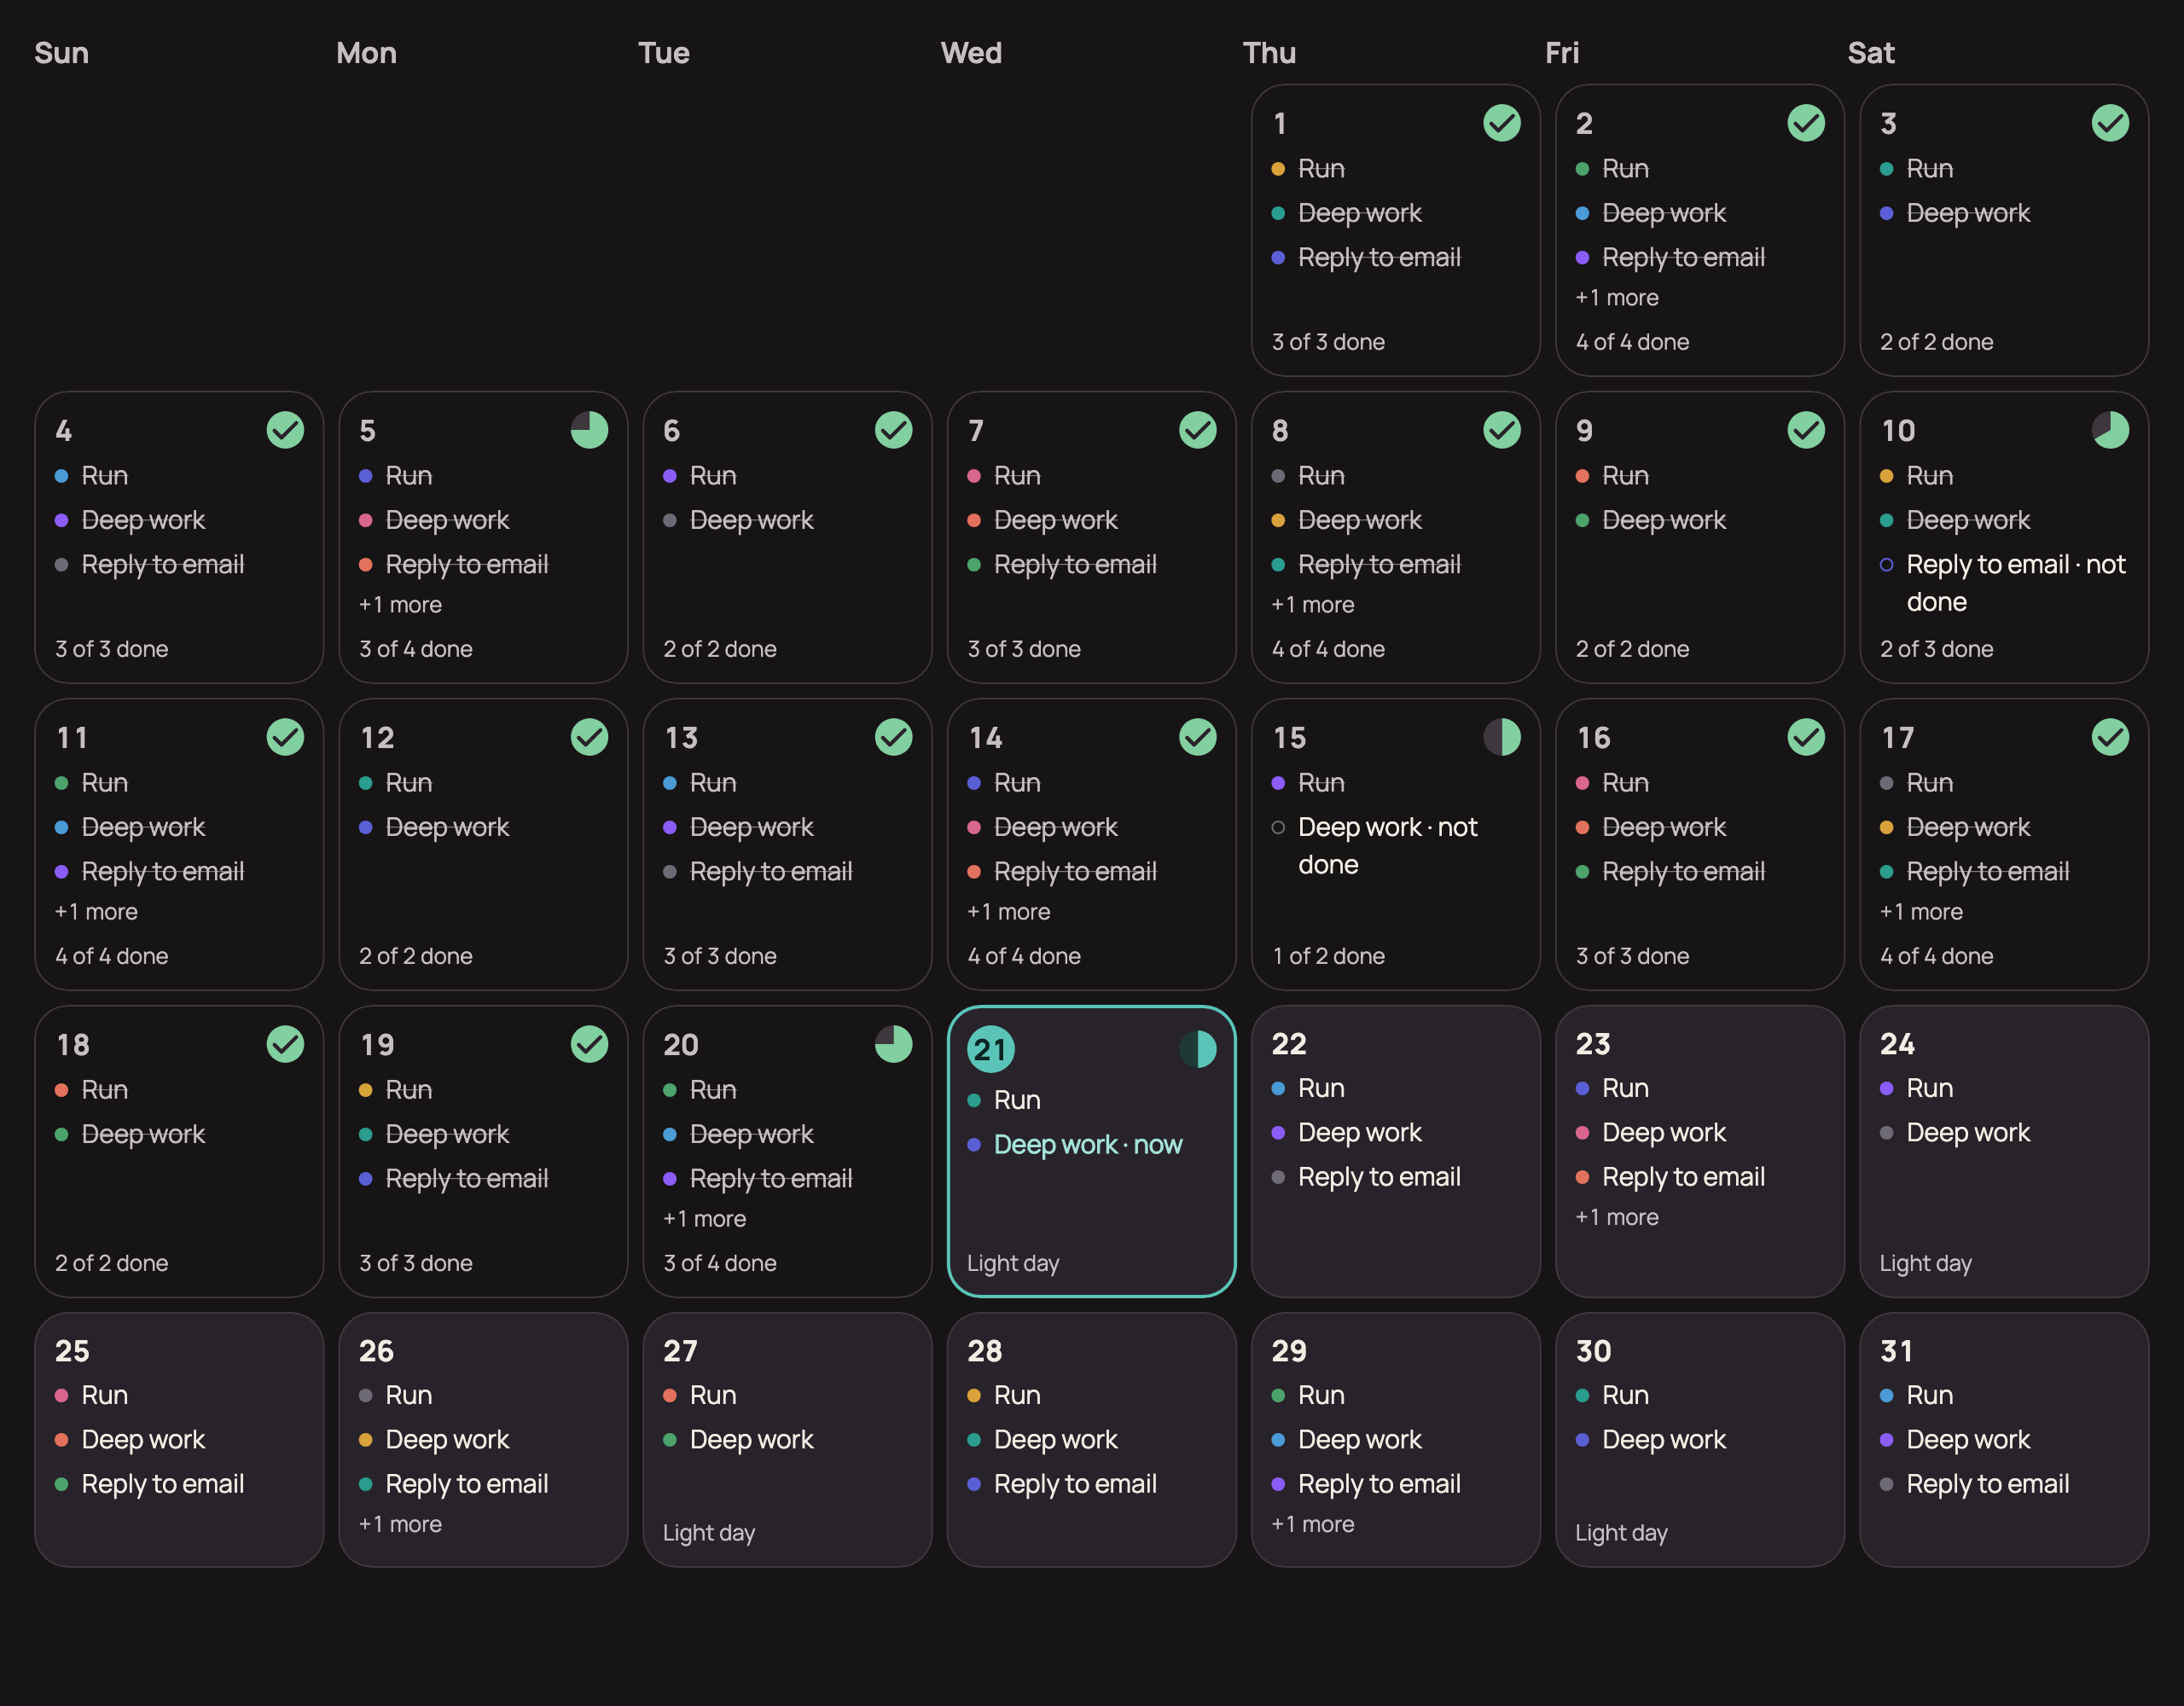 Sun Mon Tue Wed Thu Fri Sat
1
Run
Deep work
Reply to email
3 of 3 done
2
Run
Deep work
Reply to email
+1 more
4 of 4 done
3
Run
Deep work
2 of 2 done
4
Run
Deep work
Reply to email
3 of 3 done
5
Run
Deep work
Reply to email
+1 more
3 of 4 done
6
Run
Deep work
2 of 2 done
7
Run
Deep work
Reply to email
3 of 3 done
8
Run
Deep work
Reply to email
+1 more
4 of 4 done
9
Run
Deep work
2 of 2 done
10
Run
Deep work
Reply to email · not
done
2 of 3 done
11
Run
Deep work
Reply to email
+1 more
4 of 4 done
12
Run
Deep work
2 of 2 done
13
Run
Deep work
Reply to email
3 of 3 done
14
Run
Deep work
Reply to email
+1 more
4 of 4 done
15
Run
Deep work · not
done
1 of 2 done
16
Run
Deep work
Reply to email
3 of 3 done
17
Run
Deep work
Reply to email
+1 more
4 of 4 done
18
Run
Deep work
2 of 2 done
19
Run
Deep work
Reply to email
3 of 3 done
20
Run
Deep work
Reply to email
+1 more
3 of 4 done
21
Run
Deep work · now
Light day
22
Run
Deep work
Reply to email
23
Run
Deep work
Reply to email
+1 more
24
Run
Deep work
Light day
25
Run
Deep work
Reply to email
26
Run
Deep work
Reply to email
+1 more
27
Run
Deep work
Light day
28
Run
Deep work
Reply to email
29
Run
Deep work
Reply to email
+1 more
30
Run
Deep work
Light day
31
Run
Deep work
Reply to email